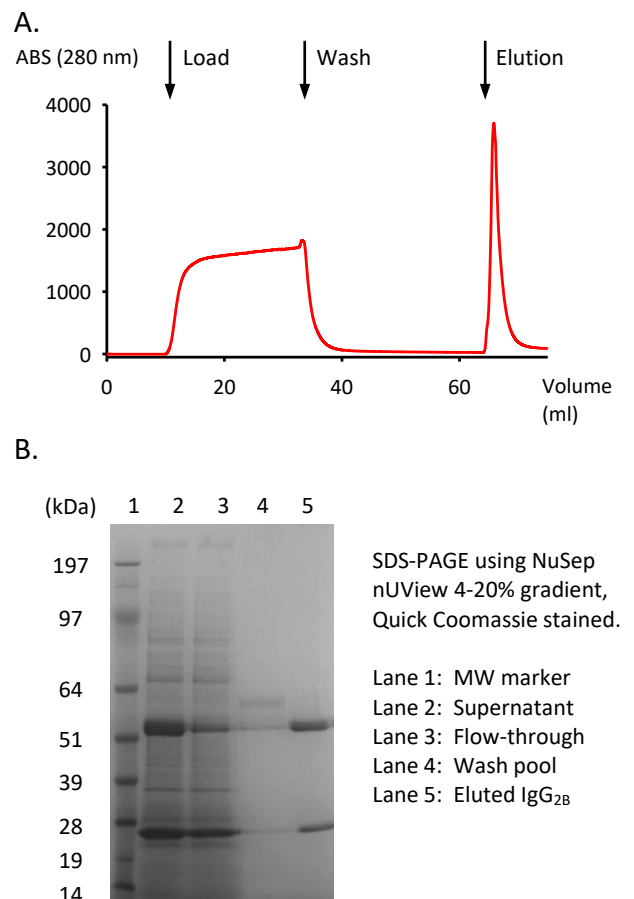 A.
ABS (280 nm) Load Wash Elution
4000
3000
2000
1000
0
0 20 40 60 Volume
(ml)
B.
(kDa) 1 2 3 4 5
197
97
64
51
39
28
19
14
SDS-PAGE using NuSep
nUView 4-20% gradient,
Quick Coomassie stained.
Lane 1: MW marker
Lane 2: Supernatant
Lane 3: Flow-through
Lane 4: Wash pool
Lane 5: Eluted IgG2B